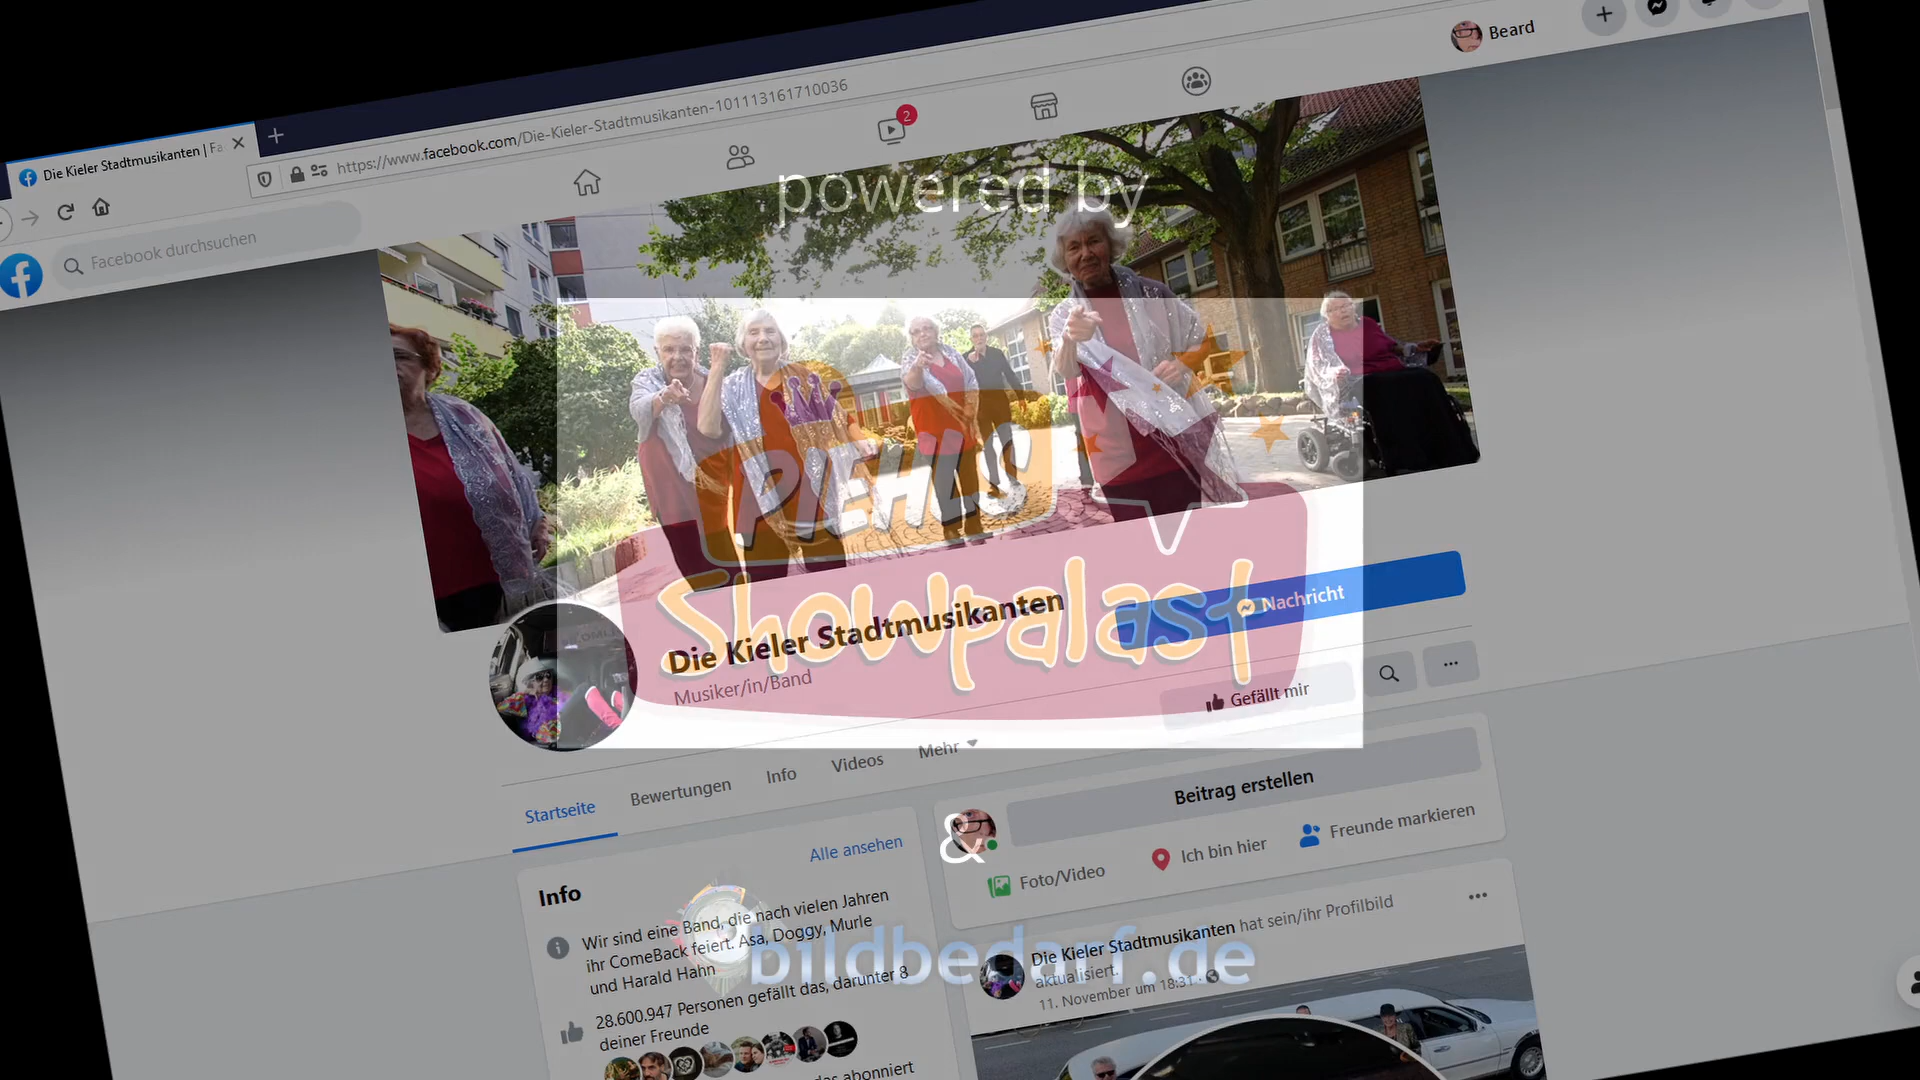 Die Kieler Stadtmusikanten | Fa
https://www.facebook.com/Die-Kieler-Stadtmusikanten-101113161710036
Beard
2
Facebook durchsuchen
powered by
PIEHLS
Showpalast
Die Kieler Stadtmusikanten
Musiker/in/Band
Nachricht
Gefällt mir
Startseite
Bewertungen
Info
Videos
Mehr
Beitrag erstellen
Foto/Video
Ich bin hier
Freunde markieren
&
Info
Alle ansehen
Wir sind eine Band, die nach vielen Jahren
ihr ComeBack feiert. Asa, Doggy, Murle
und Harald Hahn
28.600.947 Personen gefällt das, darunter 8
deiner Freunde
abonniert
bildbedarf.de
Die Kieler Stadtmusikanten hat sein/ihr Profilbild
aktualisiert.
11. November um 18:31